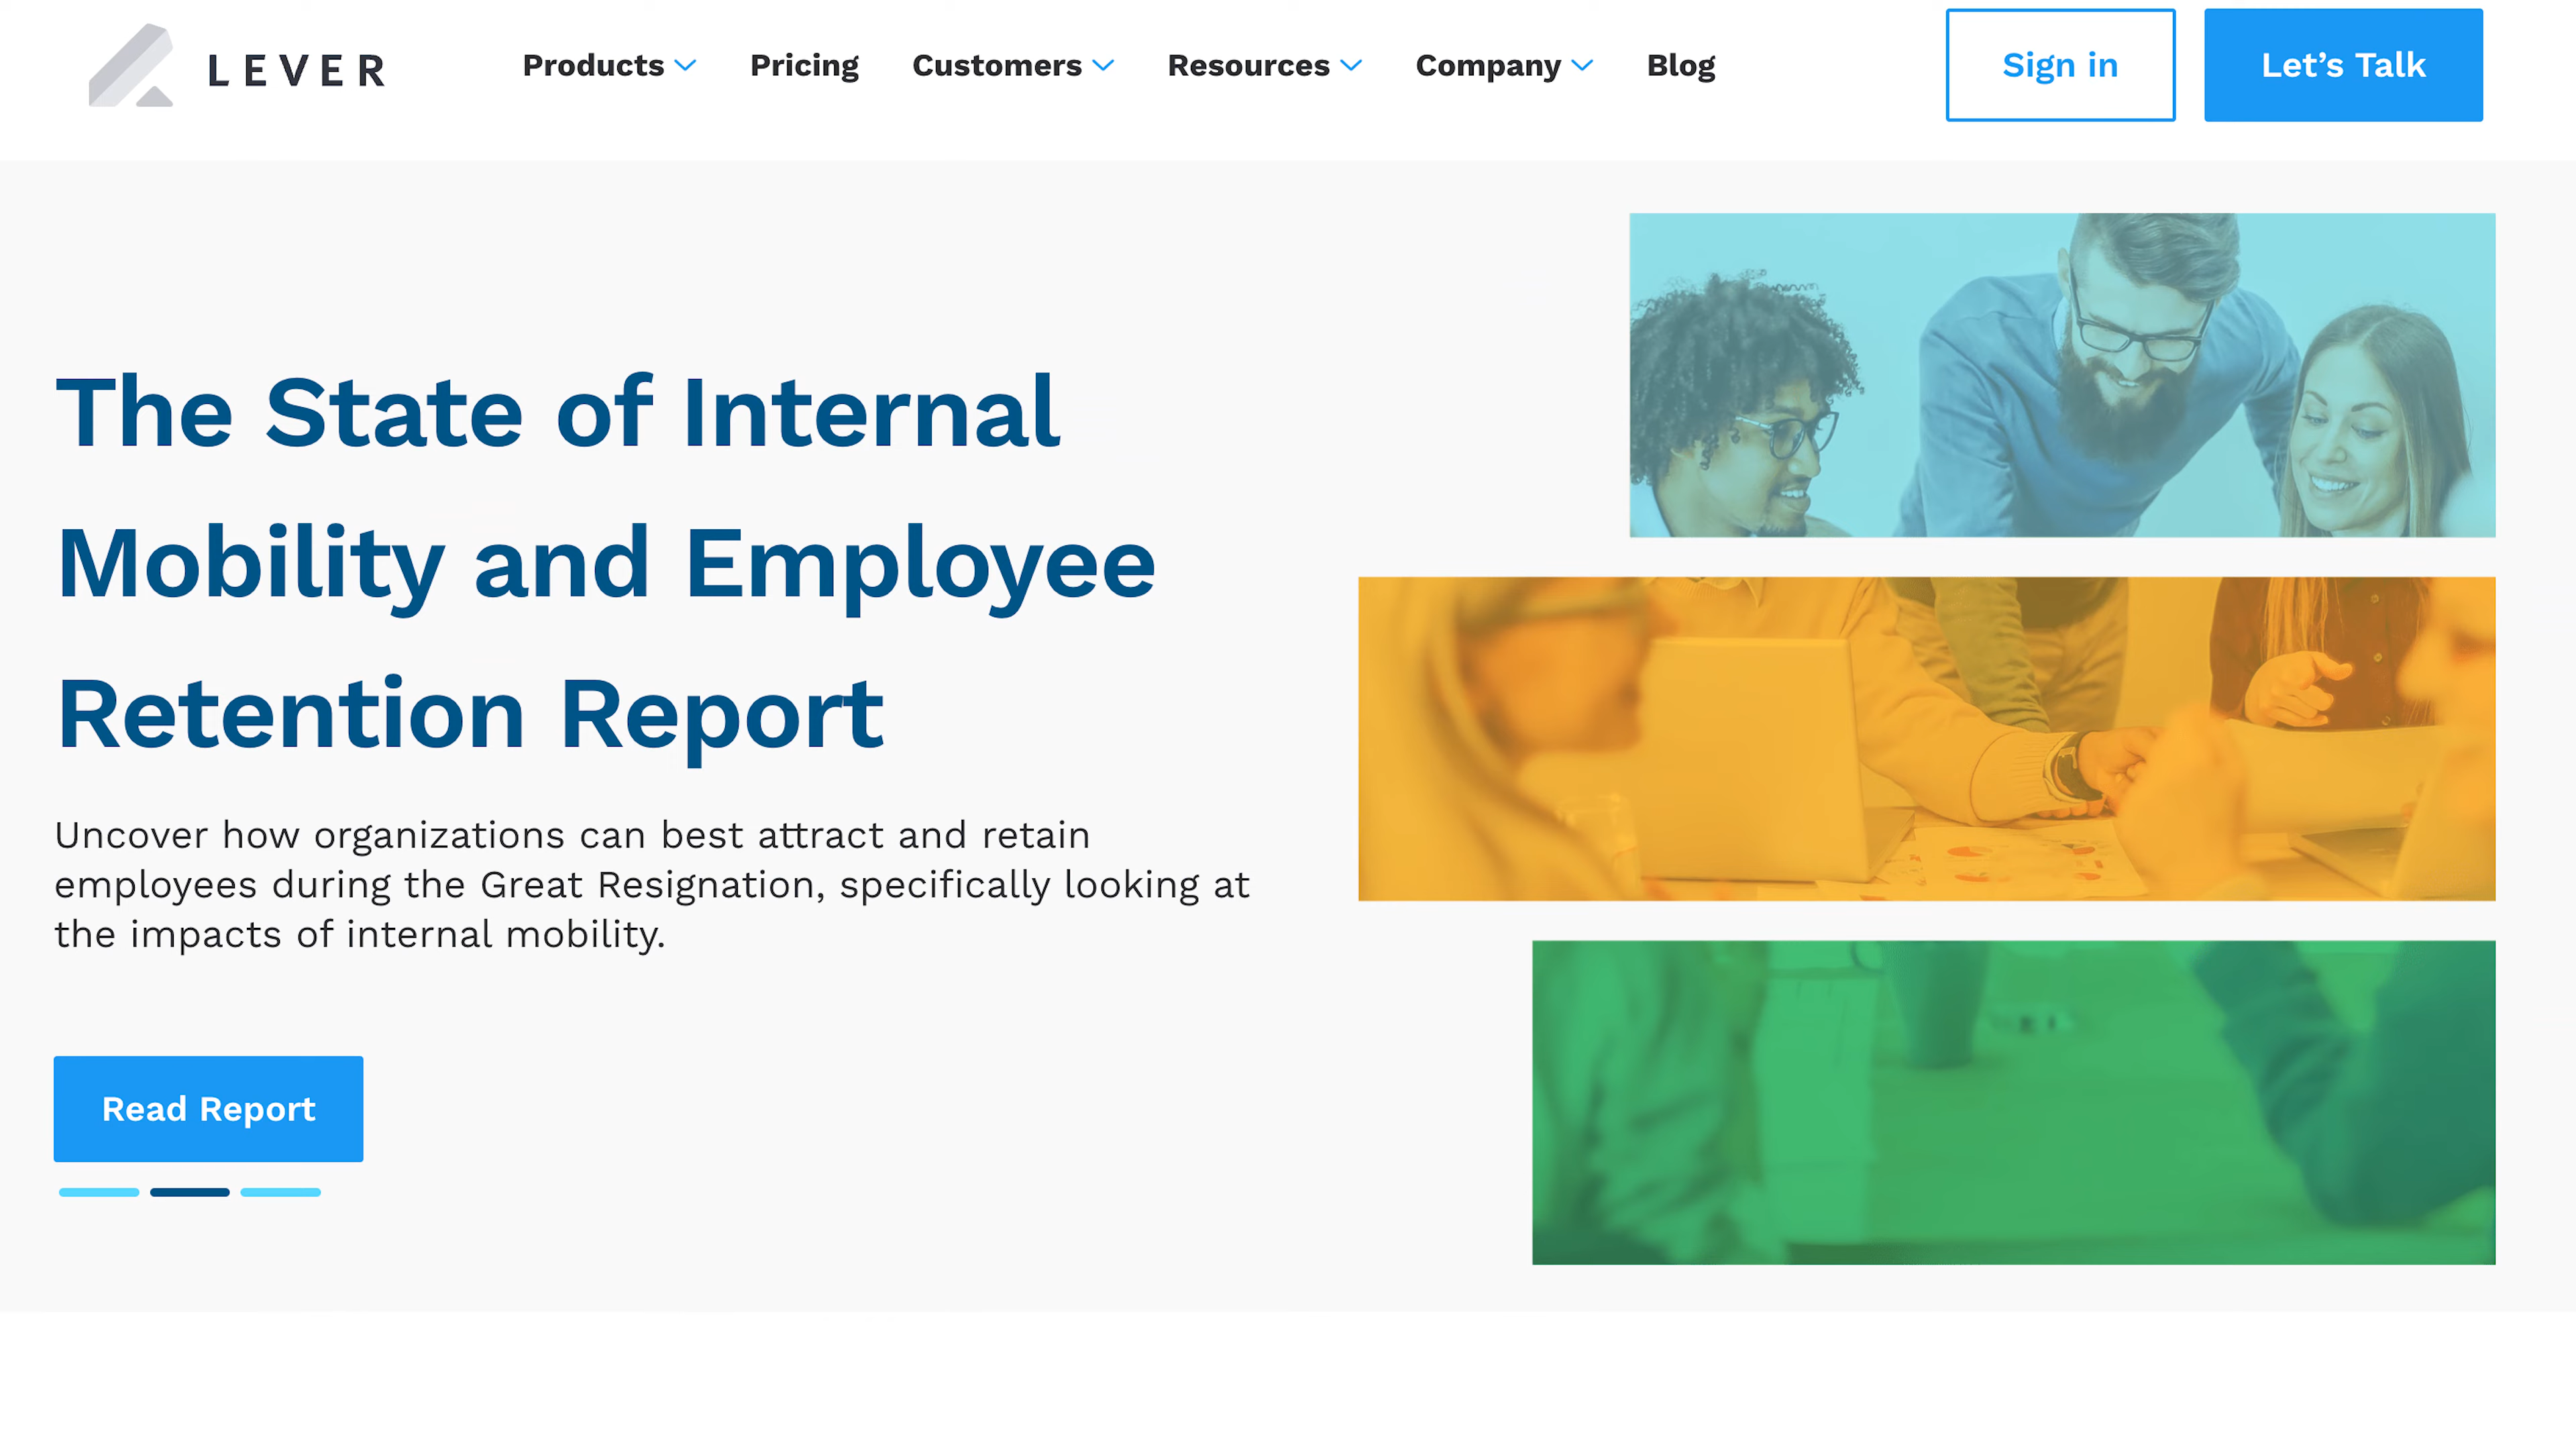 LEVER
Products
Pricing
Customers
Resources
Company
Blog
Sign in
Let’s Talk
The State of Internal
Mobility and Employee
Retention Report
Uncover how organizations can best attract and retain
employees during the Great Resignation, specifically looking at
the impacts of internal mobility.
Read Report